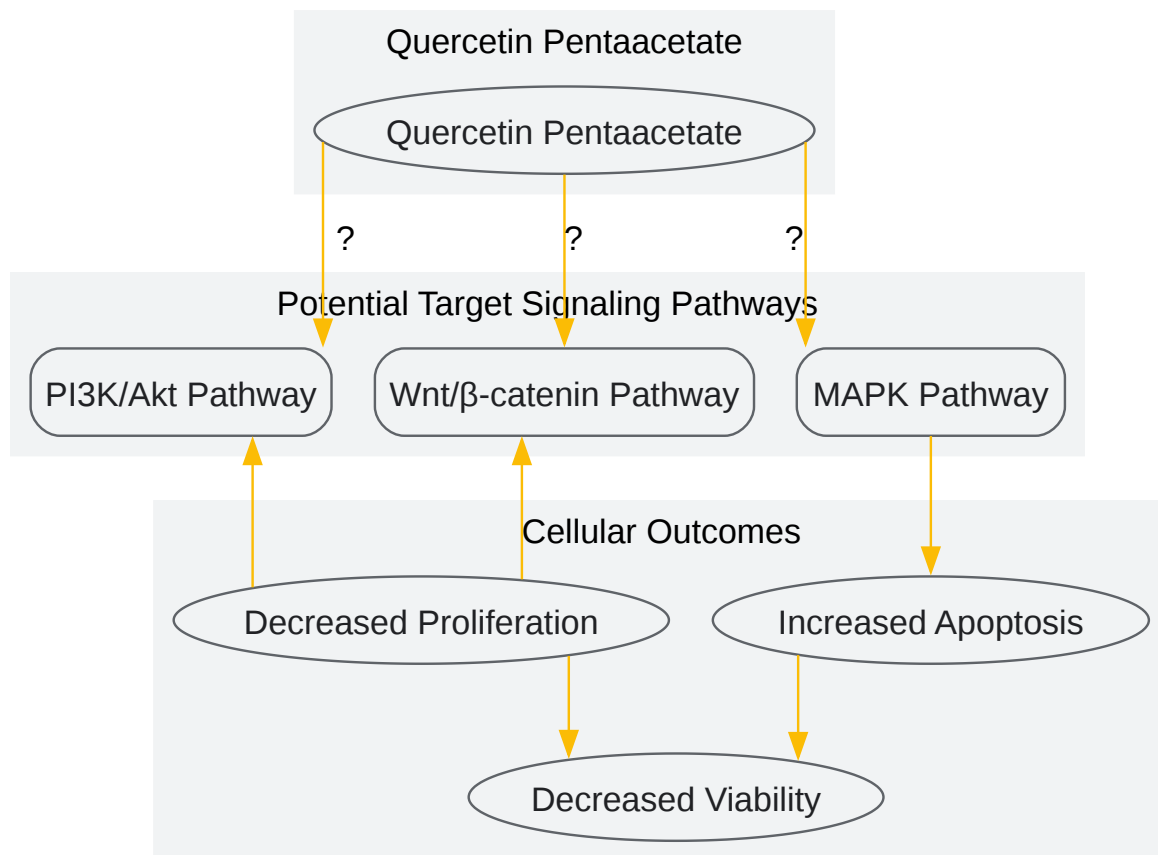 Quercetin Pentaacetate
Quercetin Pentaacetate
? ? ?
Potential Target Signaling Pathways
PI3K/Akt Pathway Wnt/β-catenin Pathway MAPK Pathway
Cellular Outcomes
Decreased Proliferation Increased Apoptosis
Decreased Viability